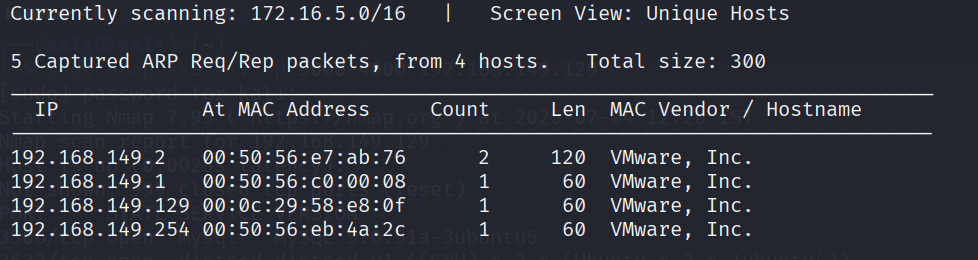 Currently scanning: 172.16.5.0/16   |   Screen View: Unique Hosts
5 Captured ARP Req/Rep packets, from 4 hosts.   Total size: 300
IP            At MAC Address     Count     Len  MAC Vendor / Hostname
192.168.149.2   00:50:56:e7:ab:76      2     120  VMware, Inc.
192.168.149.1   00:50:56:c0:00:08      1      60  VMware, Inc.
192.168.149.129 00:0c:29:58:e8:0f      1      60  VMware, Inc.
192.168.149.254 00:50:56:eb:4a:2c      1      60  VMware, Inc.